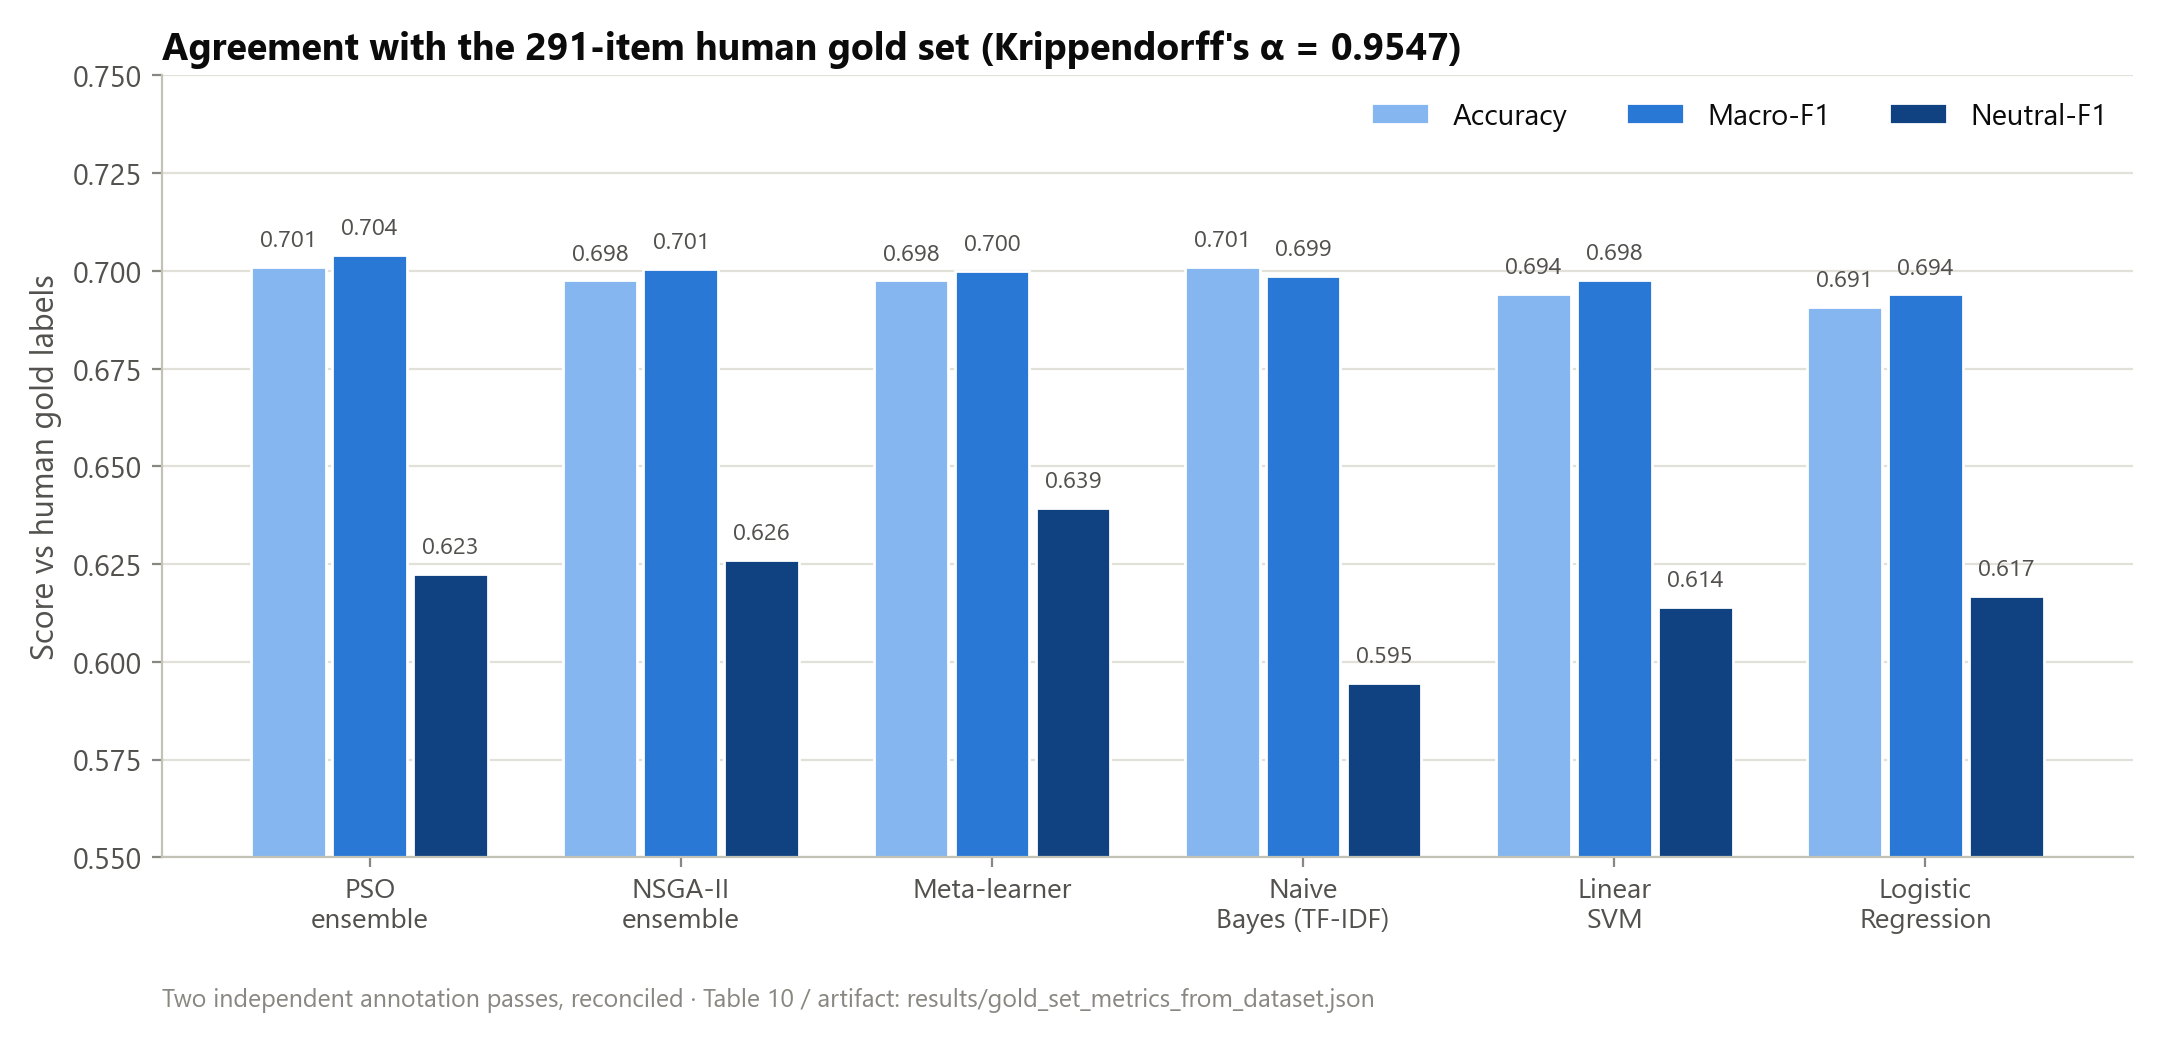 Agreement with the 291-item human gold set (Krippendorff's α = 0.9547)
Accuracy Macro-F1 Neutral-F1
Score vs human gold labels
0.750
0.725
0.700
0.675
0.650
0.625
0.600
0.575
0.550
0.701 0.704 0.623
0.698 0.701 0.626
0.698 0.700 0.639
0.701 0.699 0.595
0.694 0.698 0.614
0.691 0.694 0.617
PSO
ensemble
NSGA-II
ensemble
Meta-learner
Naive
Bayes (TF-IDF)
Linear
SVM
Logistic
Regression
Two independent annotation passes, reconciled · Table 10 / artifact: results/gold_set_metrics_from_dataset.json